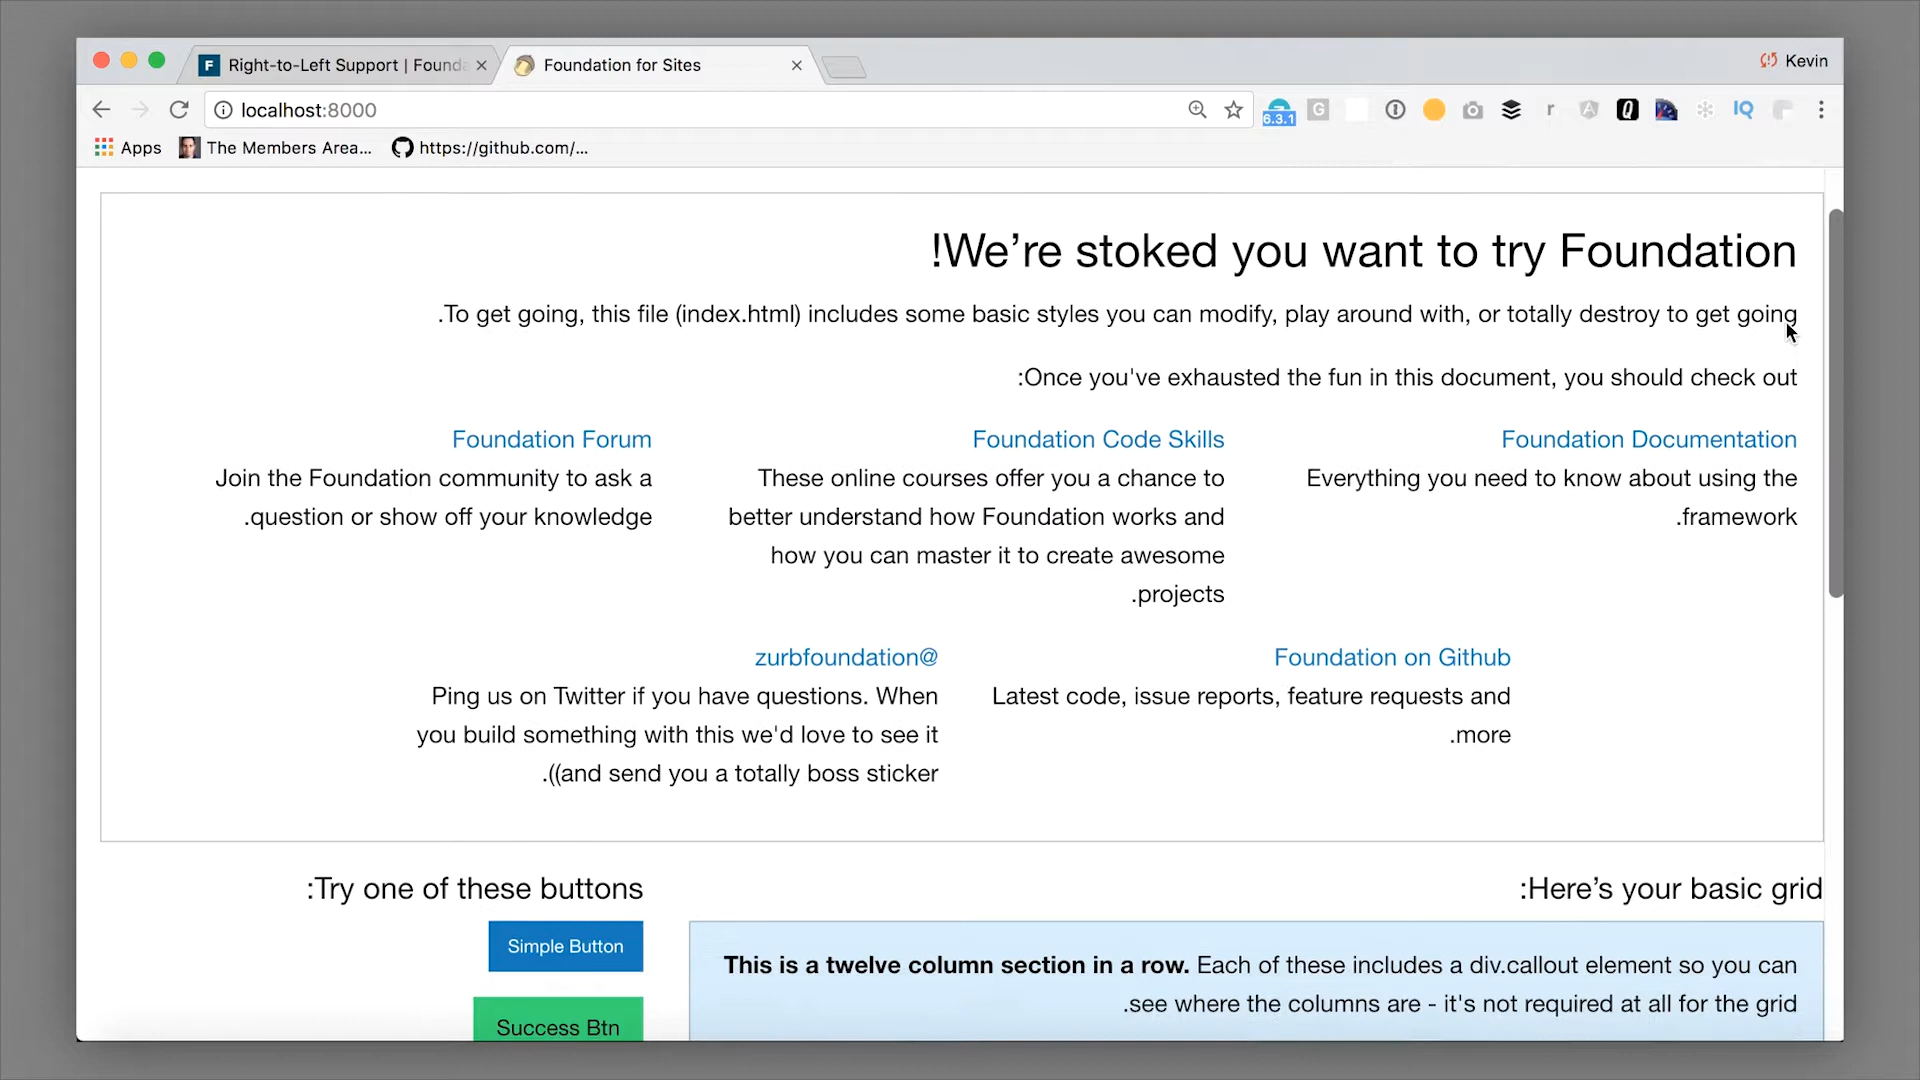 Right-to-Left Support | Founda
Foundation for Sites
Kevin
localhost:8000
6.3.1
G
r
Q
IQ
Apps
The Members Area...
https://github.com/...
!We’re stoked you want to try Foundation
.To get going, this file (index.html) includes some basic styles you can modify, play around with, or totally destroy to get going
:Once you've exhausted the fun in this document, you should check out
Foundation Documentation
Everything you need to know about using the
.framework
Foundation Code Skills
These online courses offer you a chance to
better understand how Foundation works and
how you can master it to create awesome
.projects
Foundation Forum
Join the Foundation community to ask a
.question or show off your knowledge
Foundation on Github
Latest code, issue reports, feature requests and
.more
zurbfoundation@
Ping us on Twitter if you have questions. When
you build something with this we'd love to see it
.((and send you a totally boss sticker
:Here’s your basic grid
This is a twelve column section in a row. Each of these includes a div.callout element so you can
.see where the columns are - it's not required at all for the grid
:Try one of these buttons
Simple Button
Success Btn